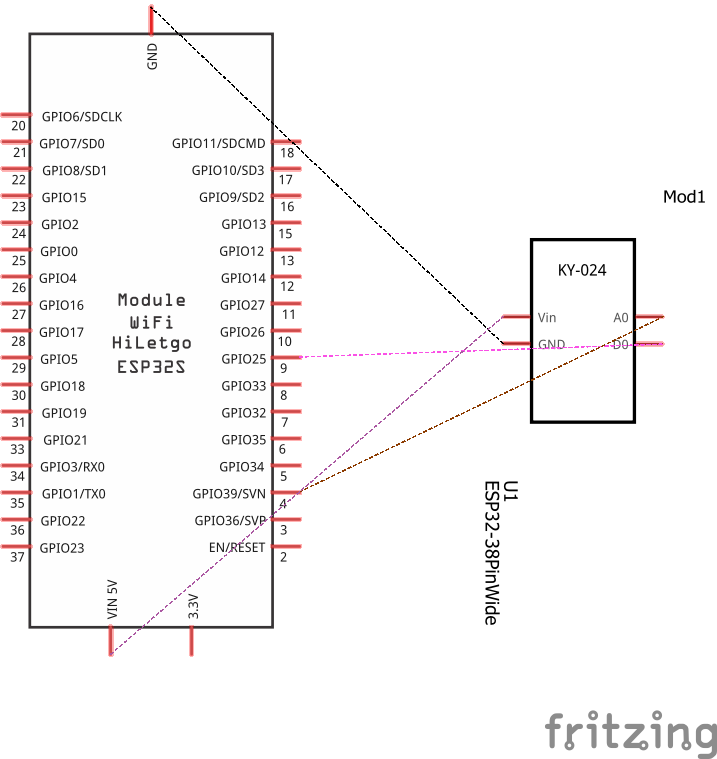 GND
GPIO6/SDCLK
20
GPIO7/SD0
21
GPIO8/SD1
22
GPIO15
23
GPIO2
24
GPIO0
25
GPIO4
26
GPIO16
27
GPIO17
28
GPIO5
29
GPIO18
30
GPIO19
31
GPIO21
33
GPIO3/RX0
34
GPIO1/TX0
35
GPIO22
36
GPIO23
37
Module
WiFi
HiLetgo
ESP32S
GPIO11/SDCMD
18
GPIO10/SD3
17
GPIO9/SD2
16
GPIO13
15
GPIO12
13
GPIO14
12
GPIO27
11
GPIO26
10
GPIO25
9
GPIO33
8
GPIO32
7
GPIO35
6
GPIO34
5
GPIO39/SVN
4
GPIO36/SVP
3
EN/RESET
2
VIN 5V
3.3V
Mod1
KY-024
Vin
A0
GND
D0
U1
ESP32-38PinWide
fritzing